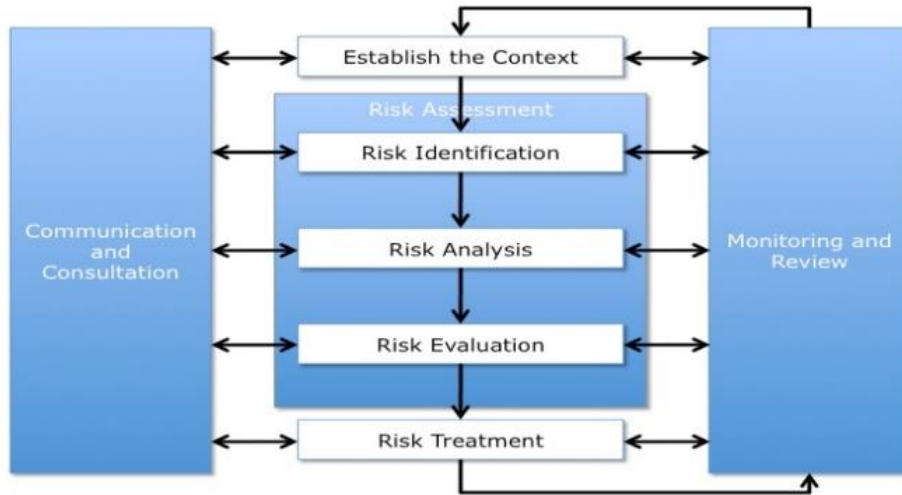 Establish the Context
Risk Assessment
Risk Identification
Communication
and
Consultation
Risk Analysis
Monitoring and
Review
Risk Evaluation
Risk Treatment